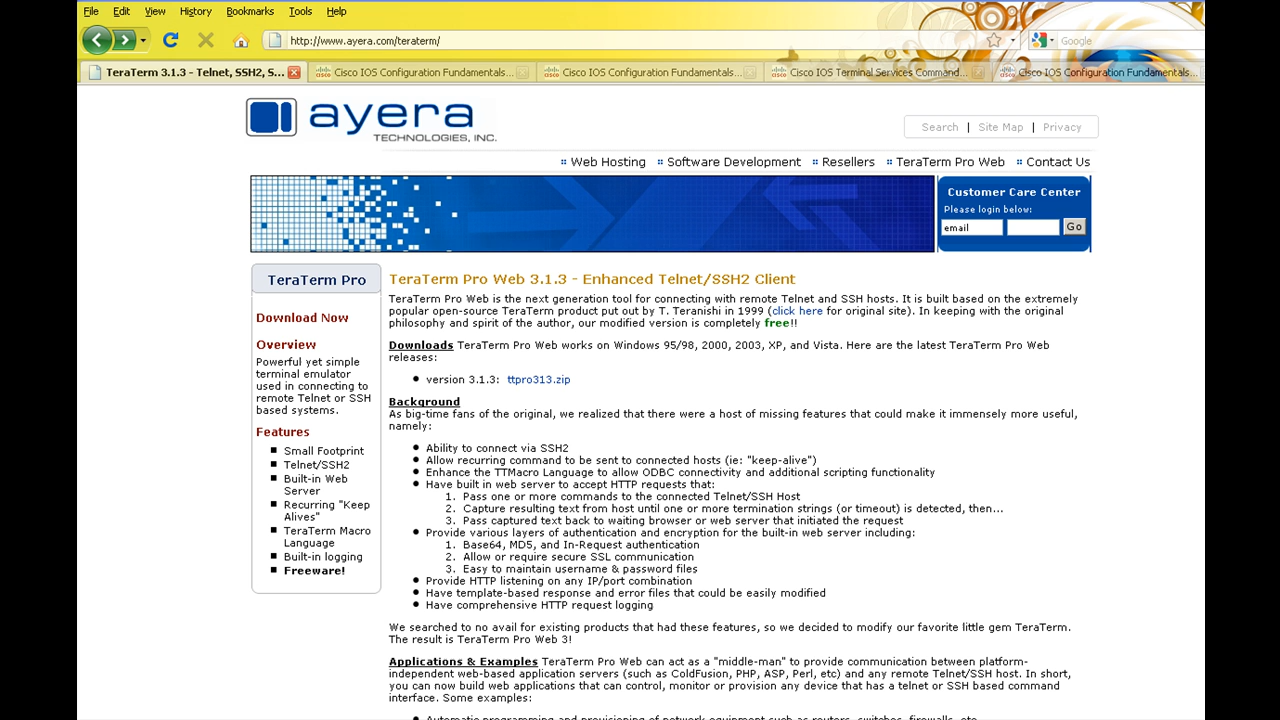 File Edit View History Bookmarks Tools Help
http://www.ayera.com/teraterm/
Google
TeraTerm 3.1.3 - Telnet, SSH2, S...
Cisco IOS Configuration Fundamentals...
Cisco IOS Configuration Fundamentals...
Cisco IOS Terminal Services Command...
Cisco IOS Configuration Fundamentals...
ayera
TECHNOLOGIES, INC.
Search | Site Map | Privacy
Web Hosting Software Development Resellers TeraTerm Pro Web Contact Us
Customer Care Center
Please login below:
email Go
TeraTerm Pro
Download Now
Overview
Powerful yet simple
terminal emulator
used in connecting to
remote Telnet or SSH
based systems.
Features
Small Footprint
Telnet/SSH2
Built-in Web
Server
Recurring "Keep
Alives"
TeraTerm Macro
Language
Built-in logging
Freeware!
TeraTerm Pro Web 3.1.3 - Enhanced Telnet/SSH2 Client
TeraTerm Pro Web is the next generation tool for connecting with remote Telnet and SSH hosts. It is built based on the extremely
popular open-source TeraTerm product put out by T. Teranishi in 1999 (click here for original site). In keeping with the original
philosophy and spirit of the author, our modified version is completely free!!
Downloads TeraTerm Pro Web works on Windows 95/98, 2000, 2003, XP, and Vista. Here are the latest TeraTerm Pro Web
releases:
version 3.1.3: ttpro313.zip
Background
As big-time fans of the original, we realized that there were a host of missing features that could make it immensely more useful,
namely:
Ability to connect via SSH2
Allow recurring command to be sent to connected hosts (ie: "keep-alive")
Enhance the TTMacro Language to allow ODBC connectivity and additional scripting functionality
Have built in web server to accept HTTP requests that:
1. Pass one or more commands to the connected Telnet/SSH Host
2. Capture resulting text from host until one or more termination strings (or timeout) is detected, then...
3. Pass captured text back to waiting browser or web server that initiated the request
Provide various layers of authentication and encryption for the built-in web server including:
1. Base64, MD5, and In-Request authentication
2. Allow or require secure SSL communication
3. Easy to maintain username & password files
Provide HTTP listening on any IP/port combination
Have template-based response and error files that could be easily modified
Have comprehensive HTTP request logging
We searched to no avail for existing products that had these features, so we decided to modify our favorite little gem TeraTerm.
The result is TeraTerm Pro Web 3!
Applications & Examples TeraTerm Pro Web can act as a "middle-man" to provide communication between platform-
independent web-based application servers (such as ColdFusion, PHP, ASP, Perl, etc) and any remote Telnet/SSH host. In short,
you can now build web applications that can control, monitor or provision any device that has a telnet or SSH based command
interface. Some examples:
Automatic programming and provisioning of network equipment such as routers, switches, firewalls, etc.